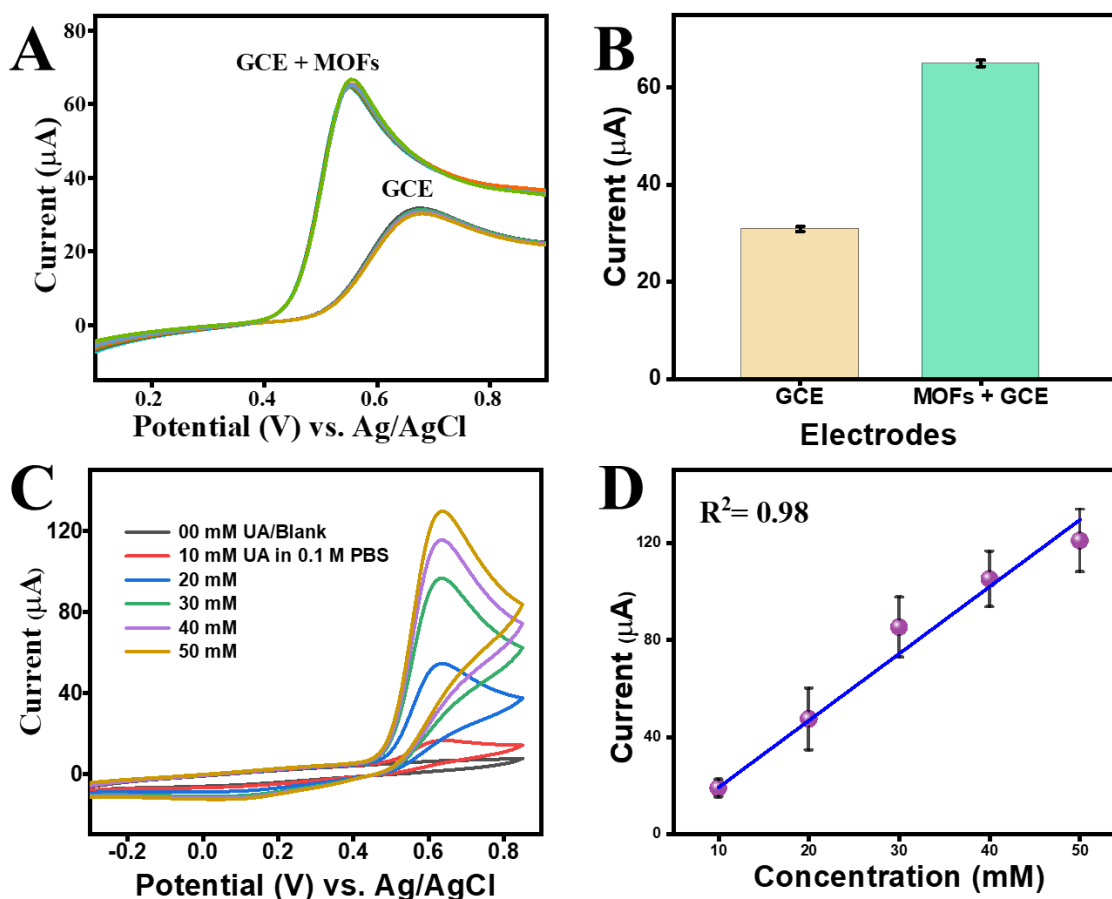 A
GCE + MOFs
GCE
80
60
40
20
0
0.2
0.4
0.6
0.8
Current (μA)
Potential (V) vs. Ag/AgCl
B
60
40
20
0
GCE
MOFs + GCE
Current (μA)
Electrodes
C
00 mM UA/Blank
10 mM UA in 0.1 M PBS
20 mM
30 mM
40 mM
50 mM
120
80
40
0
-0.2
0.0
0.2
0.4
0.6
0.8
Current (μA)
Potential (V) vs. Ag/AgCl
D
R²= 0.98
120
80
40
0
10
20
30
40
50
Current (μA)
Concentration (mM)